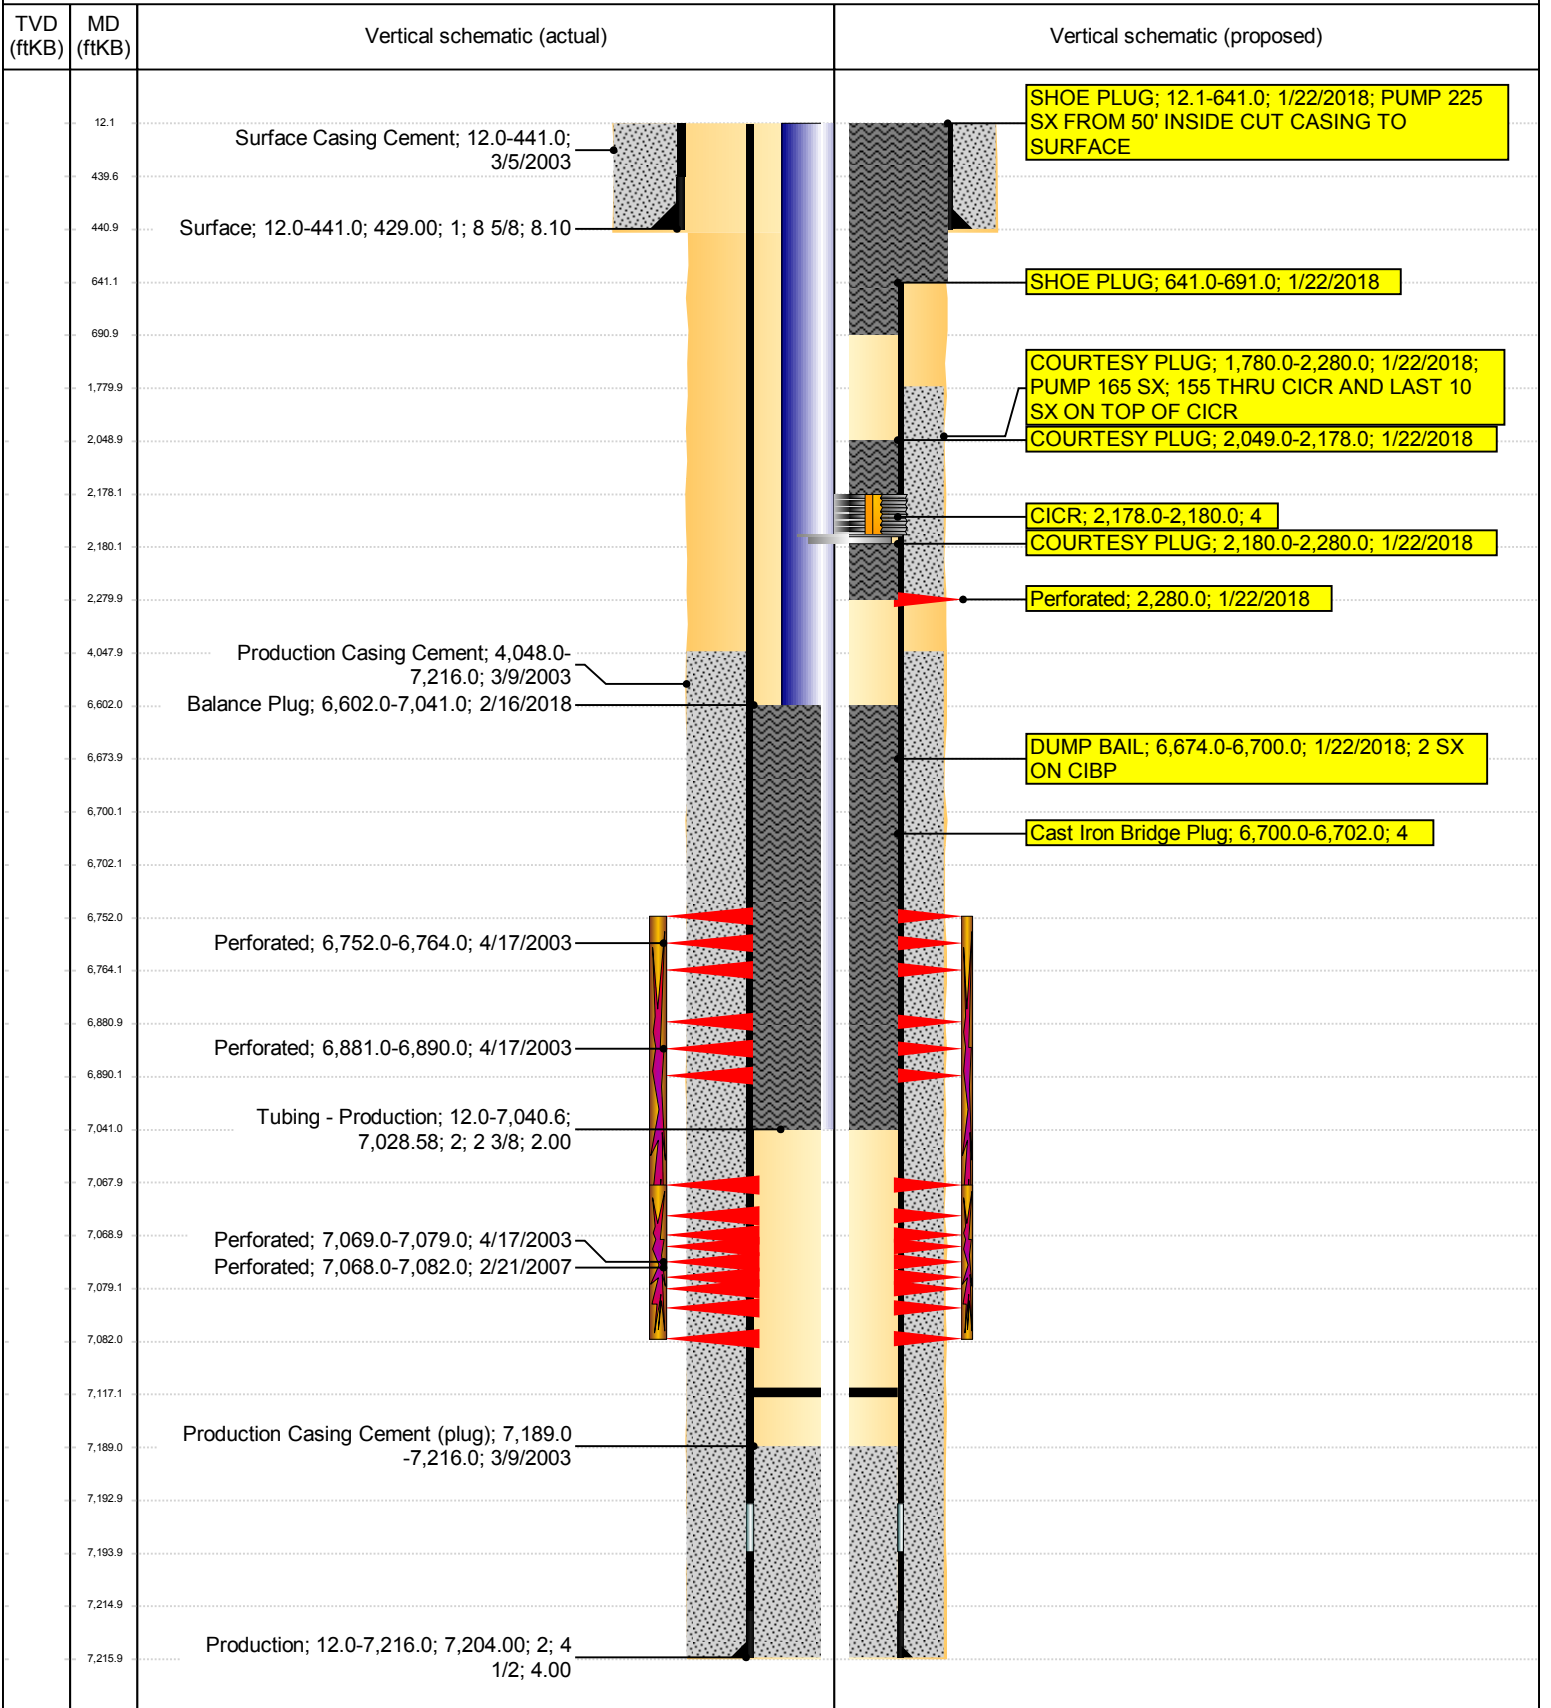 TVD
(ftKB)
MD
(ftKB)
Vertical schematic (actual)
Vertical schematic (proposed)
12.1
439.6
440.9
641.1
690.9
1,779.9
2,048.9
2,178.1
2,180.1
2,279.9
4,047.9
6,602.0
6,673.9
6,700.1
6,702.1
6,752.0
6,764.1
6,880.9
6,890.1
7,041.0
7,067.9
7,068.9
7,079.1
7,082.0
7,117.1
7,189.0
7,192.9
7,193.9
7,214.9
7,215.9
Surface Casing Cement; 12.0-441.0;
3/5/2003
Surface; 12.0-441.0; 429.00; 1; 8 5/8; 8.10
Production Casing Cement; 4,048.0-
7,216.0; 3/9/2003
Balance Plug; 6,602.0-7,041.0; 2/16/2018
Perforated; 6,752.0-6,764.0; 4/17/2003
Perforated; 6,881.0-6,890.0; 4/17/2003
Tubing - Production; 12.0-7,040.6;
7,028.58; 2; 2 3/8; 2.00
Perforated; 7,069.0-7,079.0; 4/17/2003
Perforated; 7,068.0-7,082.0; 2/21/2007
Production Casing Cement (plug); 7,189.0
-7,216.0; 3/9/2003
Production; 12.0-7,216.0; 7,204.00; 2; 4
1/2; 4.00
SHOE PLUG; 12.1-641.0; 1/22/2018; PUMP 225
SX FROM 50' INSIDE CUT CASING TO
SURFACE
SHOE PLUG; 641.0-691.0; 1/22/2018
COURTESY PLUG; 1,780.0-2,280.0; 1/22/2018;
PUMP 165 SX; 155 THRU CICR AND LAST 10
SX ON TOP OF CICR
COURTESY PLUG; 2,049.0-2,178.0; 1/22/2018
CICR; 2,178.0-2,180.0; 4
COURTESY PLUG; 2,180.0-2,280.0; 1/22/2018
Perforated; 2,280.0; 1/22/2018
DUMP BAIL; 6,674.0-6,700.0; 1/22/2018; 2 SX
ON CIBP
Cast Iron Bridge Plug; 6,700.0-6,702.0; 4